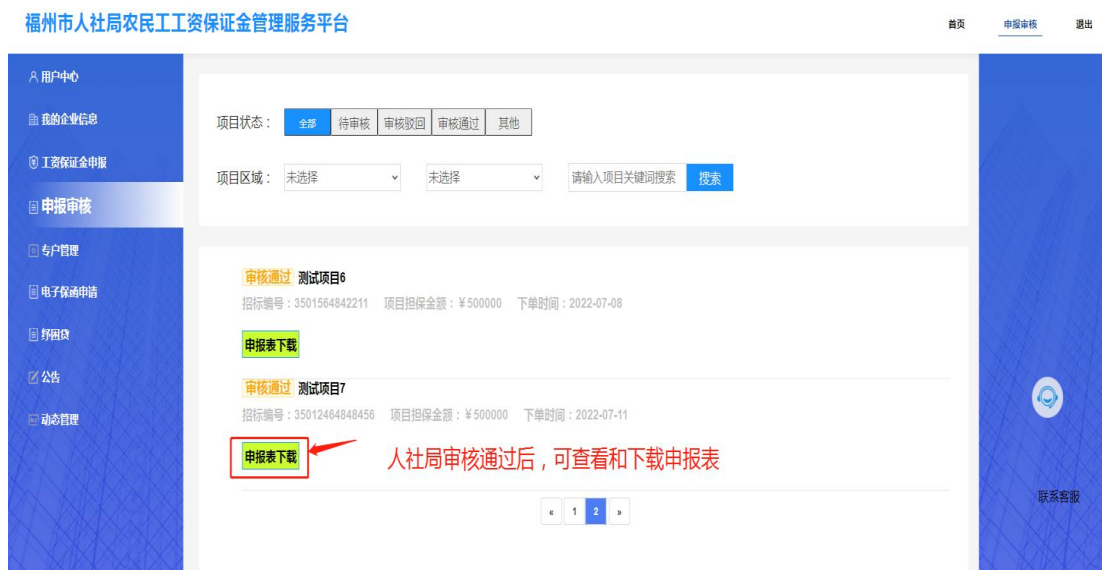 福州市人社局农民工工资保证金管理服务平台
首页 申报审核 退出
用户中心
我的企业信息
工资保证金申报
申报审核
专户管理
电子保函申请
纾困贷
公告
动态管理
项目状态： 全部 待审核 审核驳回 审核通过 其他
项目区域： 未选择 未选择 请输入项目关键词搜索 搜索
审核通过 测试项目6
招标编号：3501564842211 项目担保金额：￥500000 下单时间：2022-07-08
申报表下载
审核通过 测试项目7
招标编号：35012464848456 项目担保金额：￥500000 下单时间：2022-07-11
申报表下载
人社局审核通过后，可查看和下载申报表
« 1 2 »
联系客服